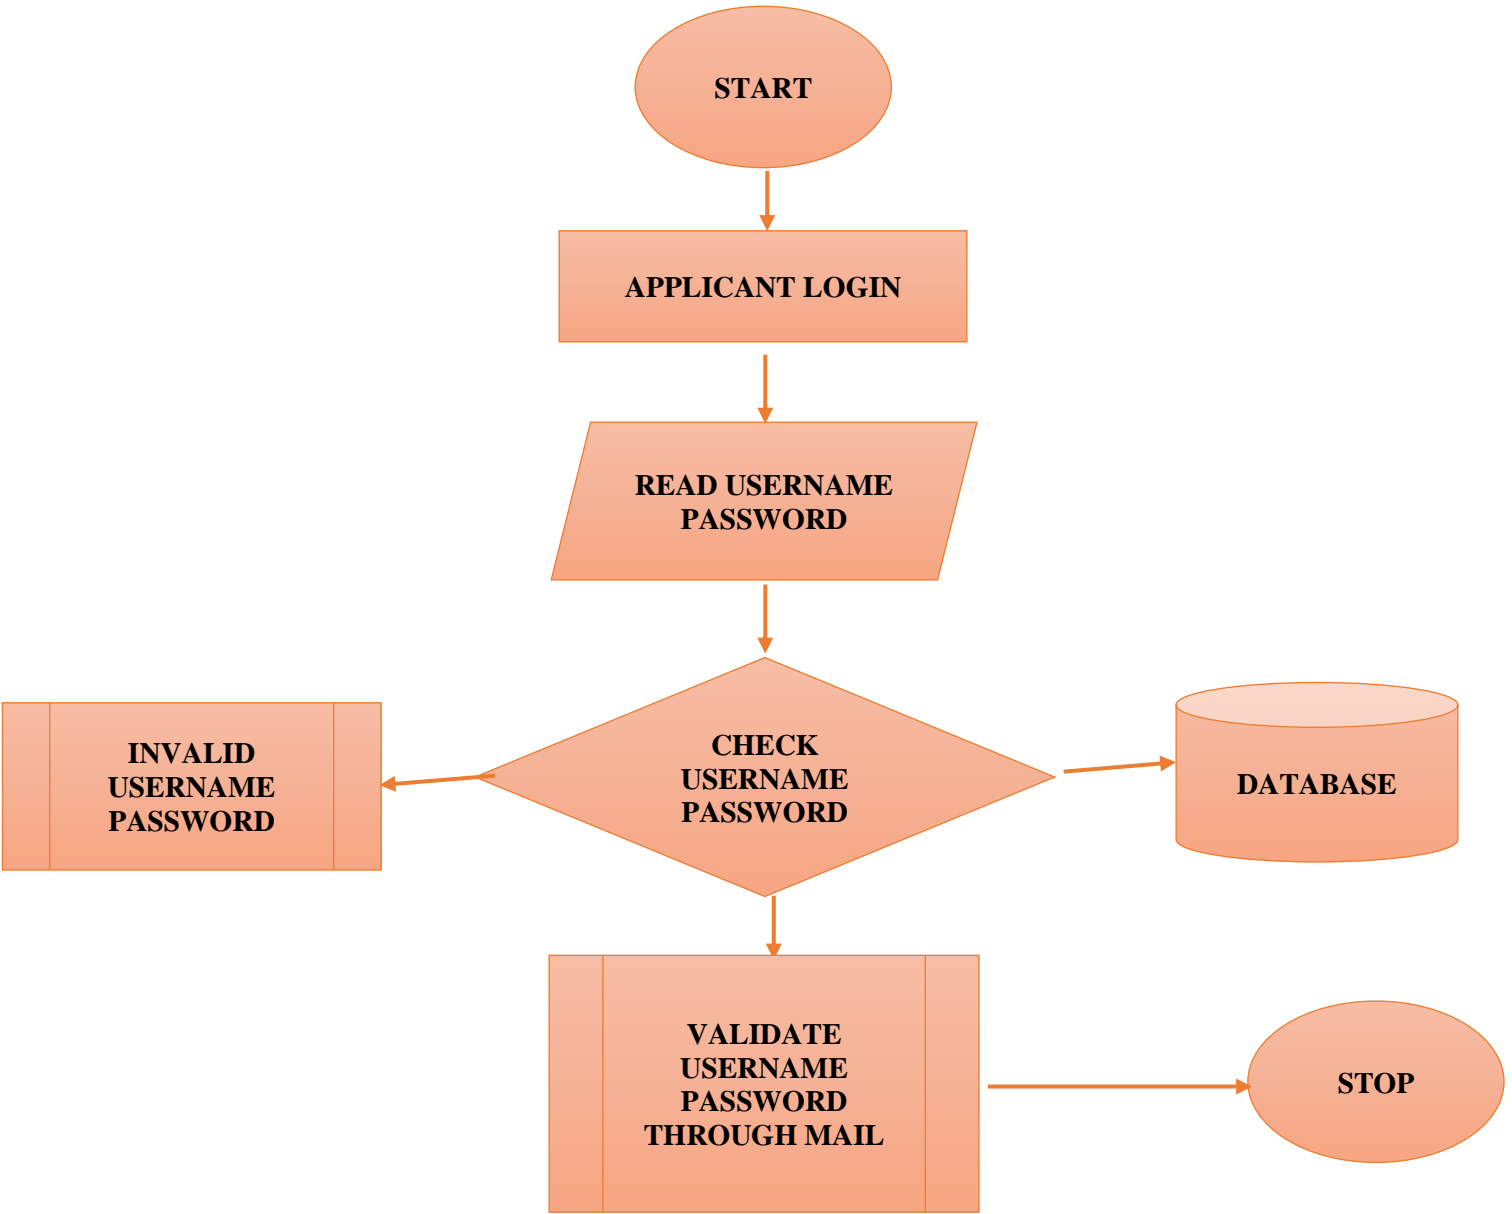 START
APPLICANT LOGIN
READ USERNAME
PASSWORD
INVALID
USERNAME
PASSWORD
CHECK
USERNAME
PASSWORD
DATABASE
VALIDATE
USERNAME
PASSWORD
THROUGH MAIL
STOP